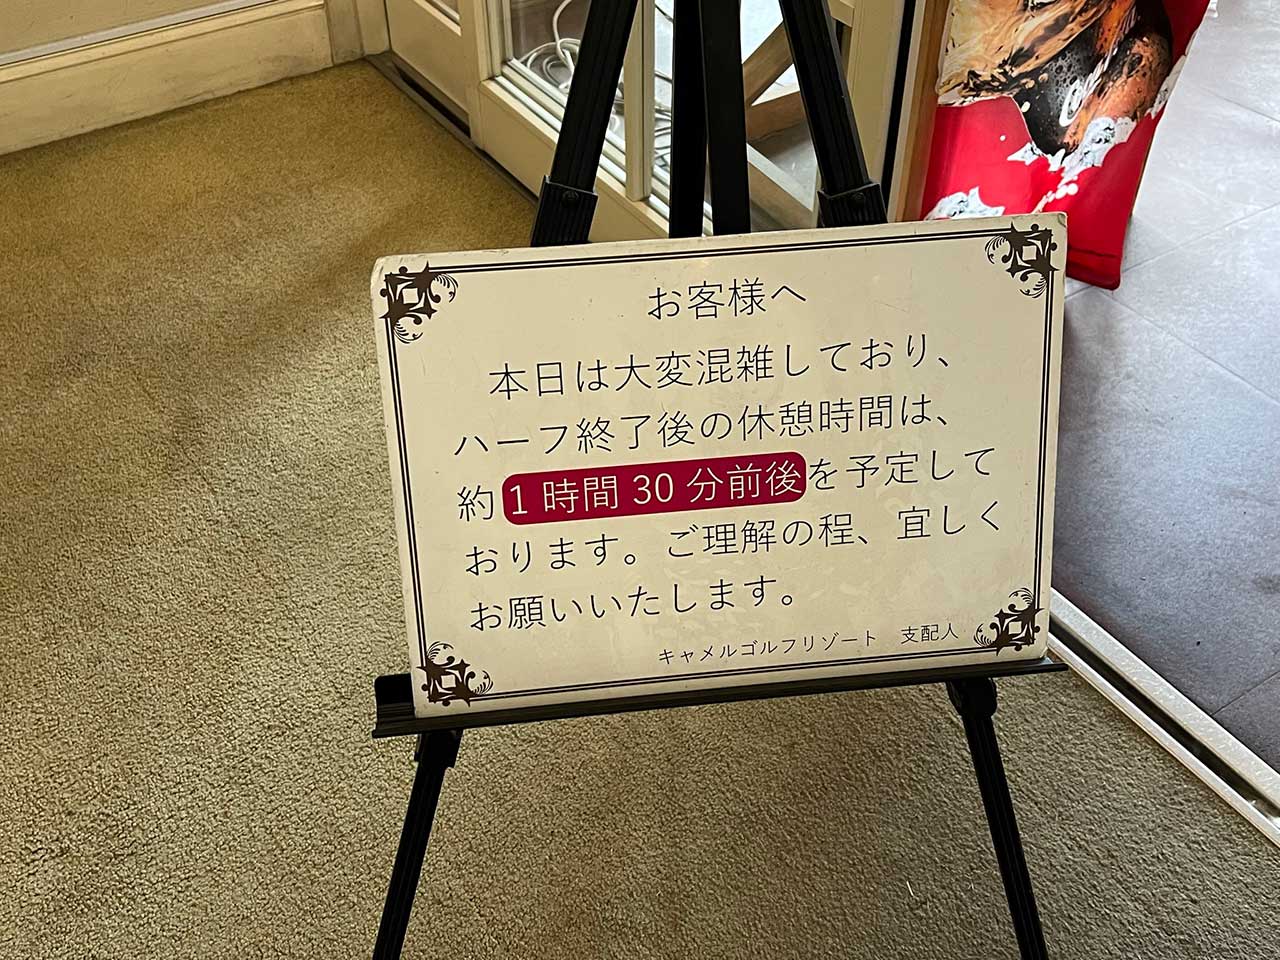 お客様へ
本日は大変混雑しており、
ハーフ終了後の休憩時間は、
約1時間30分前後を予定して
おります。ご理解の程、宜しく
お願いいたします。
キャメルゴルフリゾート　支配人